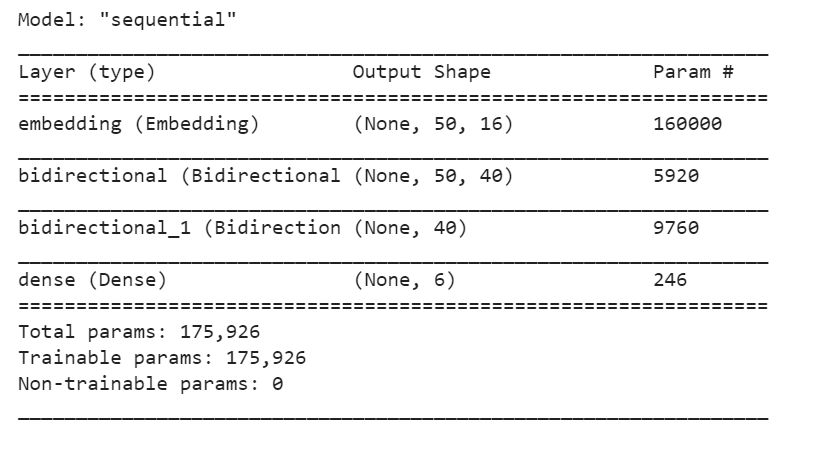 Model: "sequential"
_________________________________________________________________
Layer (type)                 Output Shape              Param #
=================================================================
embedding (Embedding)        (None, 50, 16)            160000
_________________________________________________________________
bidirectional (Bidirectional (None, 50, 40)            5920
_________________________________________________________________
bidirectional_1 (Bidirection (None, 40)                9760
_________________________________________________________________
dense (Dense)                (None, 6)                 246
=================================================================
Total params: 175,926
Trainable params: 175,926
Non-trainable params: 0
_________________________________________________________________